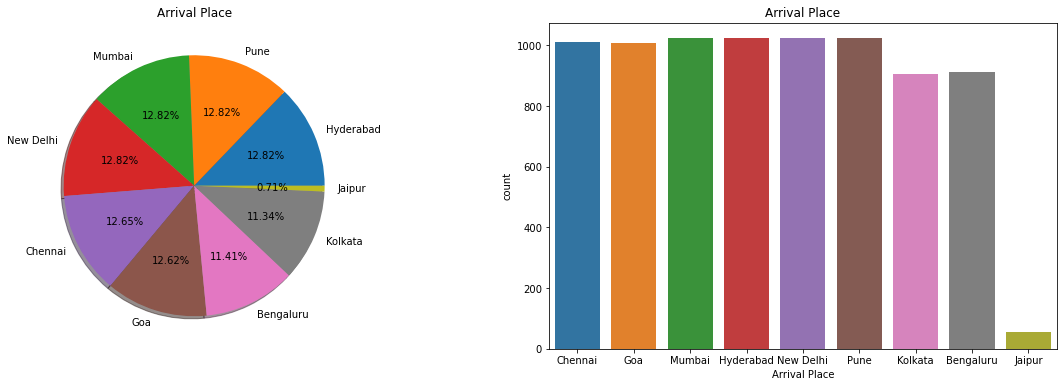 Arrival Place
Pune
Mumbai
Hyderabad
New Delhi
Jaipur
Chennai
Kolkata
Goa
Bengaluru
12.82%
12.82%
12.82%
12.82%
0.71%
12.65%
11.34%
12.62%
11.41%
Arrival Place
1000
800
600
400
200
0
count
Chennai Goa Mumbai Hyderabad New Delhi Pune Kolkata Bengaluru Jaipur
Arrival Place